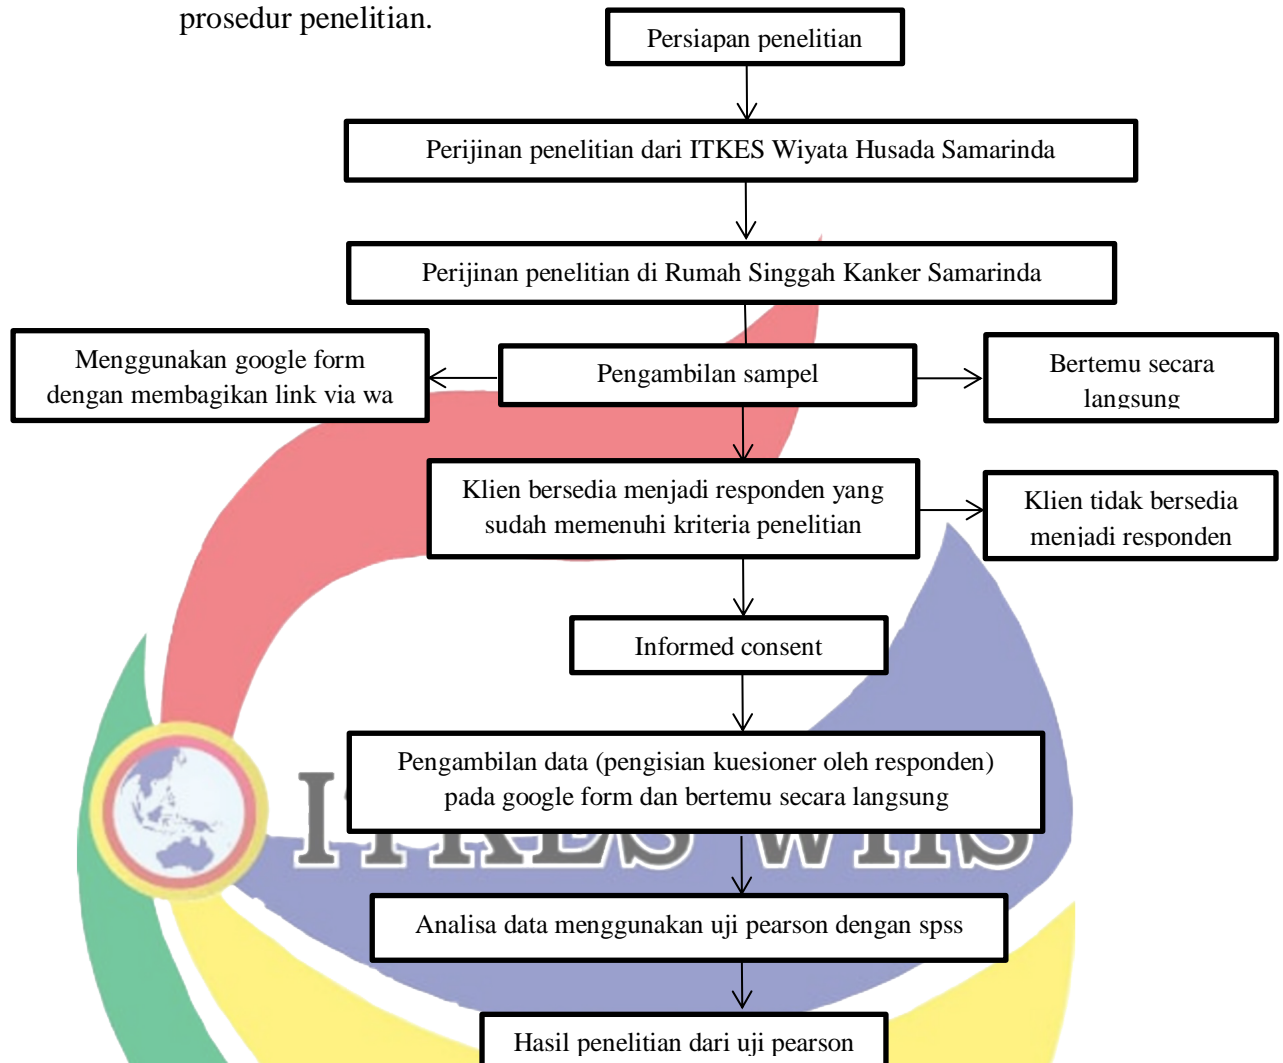 prosedur penelitian.
Persiapan penelitian
Perijinan penelitian dari ITKES Wiyata Husada Samarinda
Perijinan penelitian di Rumah Singgah Kanker Samarinda
Menggunakan google form
dengan membagikan link via wa
Pengambilan sampel
Bertemu secara
langsung
Klien bersedia menjadi responden yang
sudah memenuhi kriteria penelitian
Klien tidak bersedia
menjadi responden
Informed consent
Pengambilan data (pengisian kuesioner oleh responden)
pada google form dan bertemu secara langsung
ITKES WHS
Analisa data menggunakan uji pearson dengan spss
Hasil penelitian dari uji pearson